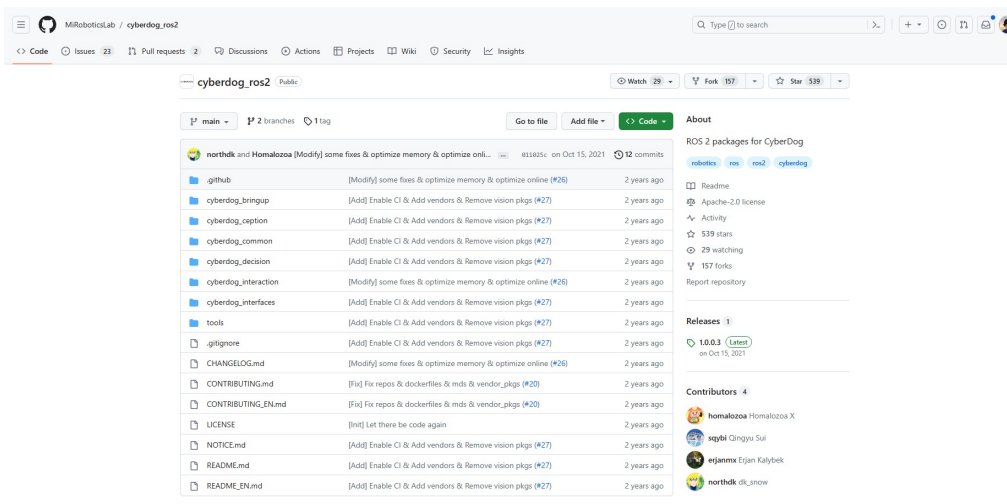 MiRoboticsLab / cyberdog_ros2
Type / to search
Code Issues 23 Pull requests 2 Discussions Actions Projects Wiki Security Insights
cyberdog_ros2 Public
Watch 29 Fork 157 Star 539
main 2 branches 1 tag
Go to file Add file Code
northdk and Homalozoa [Modify] some fixes & optimize memory & optimize onli... ... 011825c on Oct 15, 2021 12 commits
.github [Modify] some fixes & optimize memory & optimize online (#26) 2 years ago
cyberdog_bringup [Add] Enable CI & Add vendors & Remove vision pkgs (#27) 2 years ago
cyberdog_ception [Add] Enable CI & Add vendors & Remove vision pkgs (#27) 2 years ago
cyberdog_common [Add] Enable CI & Add vendors & Remove vision pkgs (#27) 2 years ago
cyberdog_decision [Add] Enable CI & Add vendors & Remove vision pkgs (#27) 2 years ago
cyberdog_interaction [Modify] some fixes & optimize memory & optimize online (#26) 2 years ago
cyberdog_interfaces [Add] Enable CI & Add vendors & Remove vision pkgs (#27) 2 years ago
tools [Add] Enable CI & Add vendors & Remove vision pkgs (#27) 2 years ago
.gitignore [Add] Enable CI & Add vendors & Remove vision pkgs (#27) 2 years ago
CHANGELOG.md [Modify] some fixes & optimize memory & optimize online (#26) 2 years ago
CONTRIBUTING.md [Fix] Fix repos & dockerfiles & mds & vendor_pkgs (#20) 2 years ago
CONTRIBUTING_EN.md [Fix] Fix repos & dockerfiles & mds & vendor_pkgs (#20) 2 years ago
LICENSE [Init] Let there be code again 2 years ago
NOTICE.md [Add] Enable CI & Add vendors & Remove vision pkgs (#27) 2 years ago
README.md [Add] Enable CI & Add vendors & Remove vision pkgs (#27) 2 years ago
README_EN.md [Add] Enable CI & Add vendors & Remove vision pkgs (#27) 2 years ago
About
ROS 2 packages for CyberDog
robotics ros ros2 cyberdog
Readme
Apache-2.0 license
Activity
539 stars
29 watching
157 forks
Report repository
Releases 1
1.0.0.3 Latest
on Oct 15, 2021
Contributors 4
homalozoa Homalozoa X
sqybi Qingyu Sui
erjanmx Erjan Kalybek
northdk dk_snow